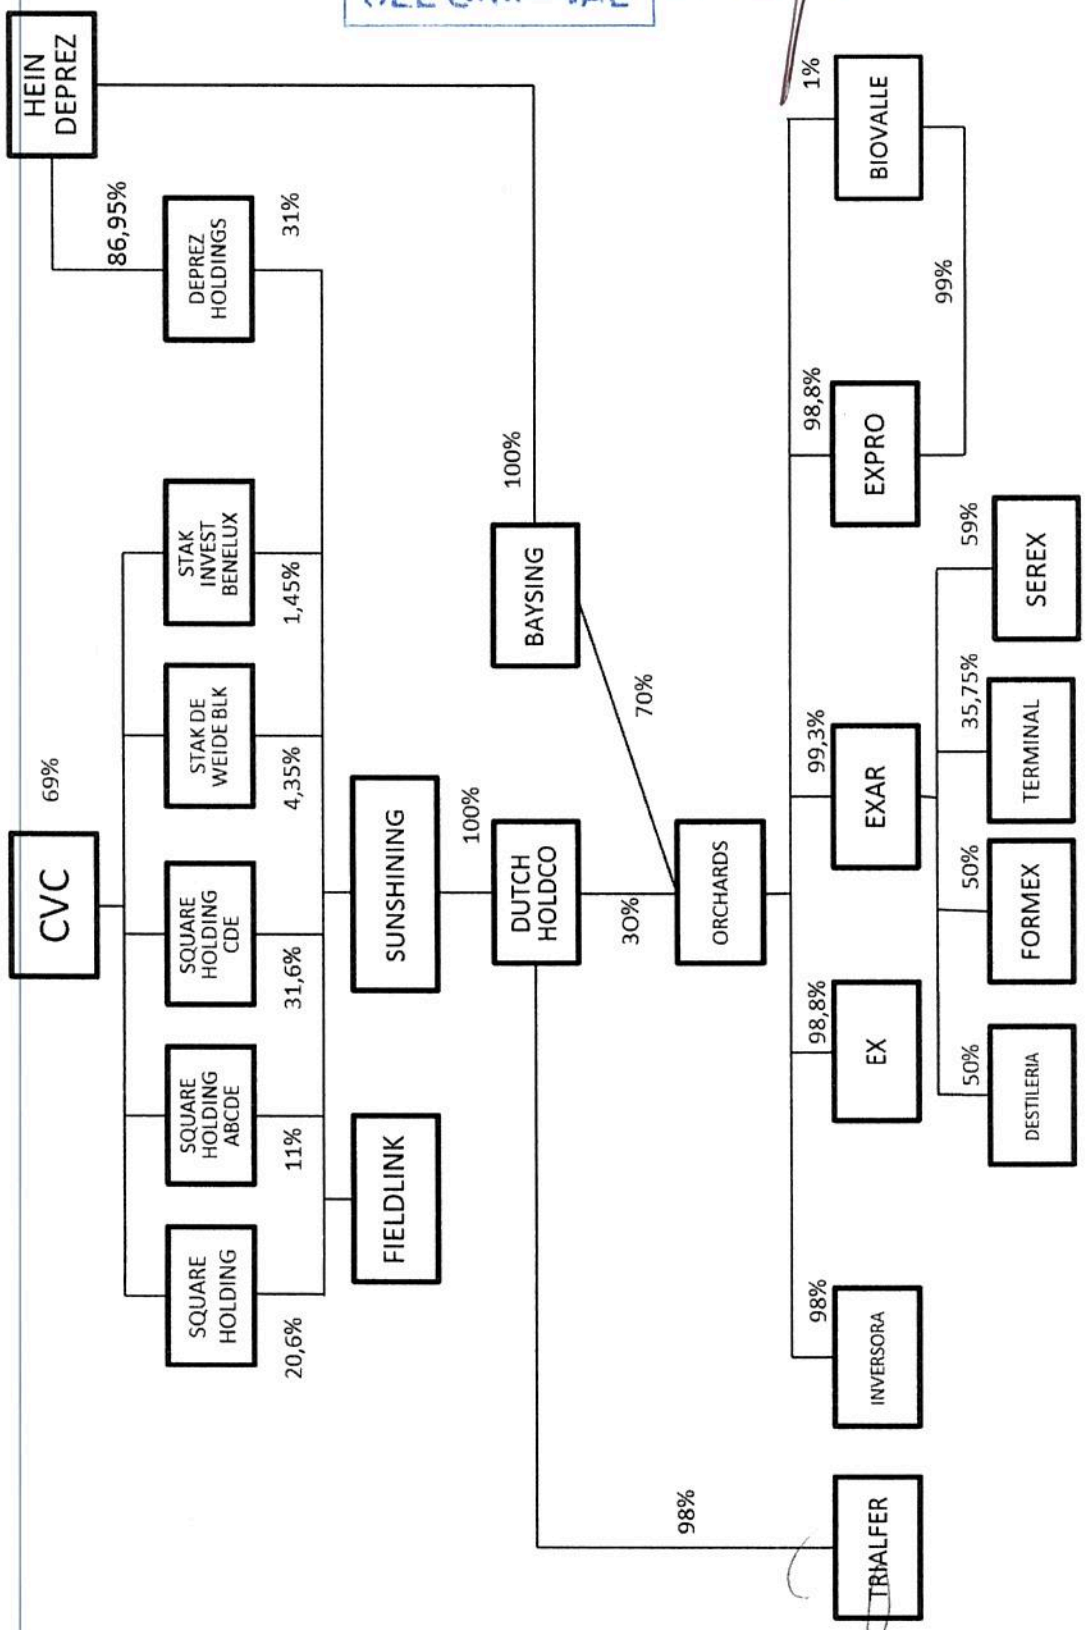 HEIN
DEPREZ
86,95%
DEPREZ
HOLDINGS
31%
CVC
69%
SQUARE
HOLDING
20,6%
SQUARE
HOLDING
ABCDE
11%
SQUARE
HOLDING
CDE
31,6%
STAK DE
WEIDE BLK
4,35%
STAK
INVEST
BENELUX
1,45%
FIELDLINK
SUNSHINING
100%
DUTCH
HOLDCO
BAYSING
100%
98%
30%
70%
ORCHARDS
TRIALFER
98%
INVERSORA
98,8%
EX
99,3%
EXAR
98,8%
EXPRO
1%
BIOVALLE
99%
50%
DESTILERIA
50%
FORMEX
35,75%
TERMINAL
59%
SEREX